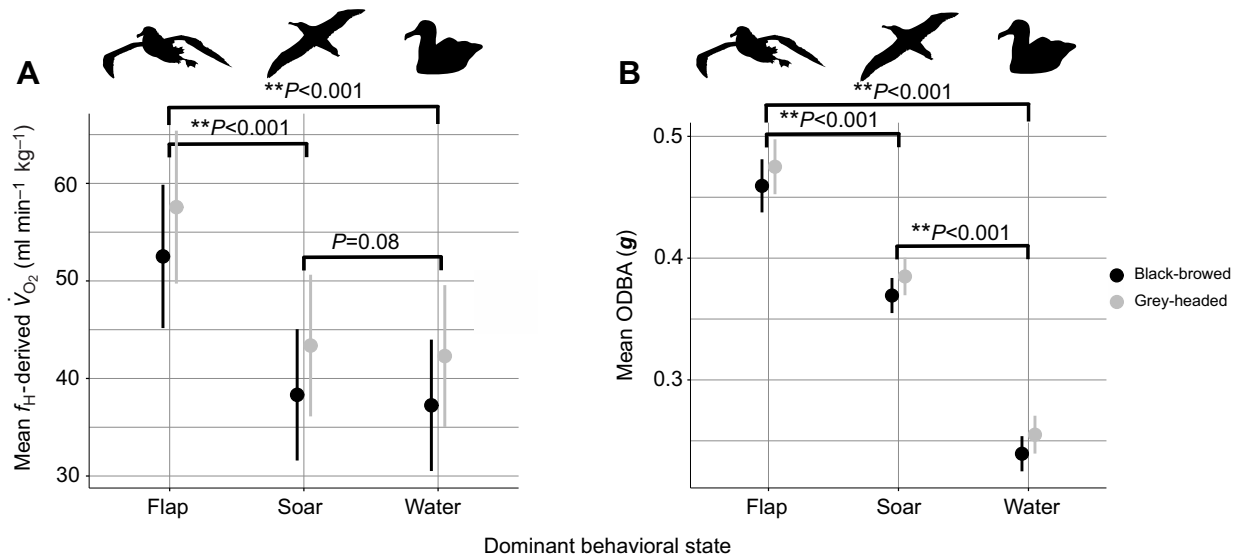 A
**P<0.001
**P<0.001
P=0.08
Mean fH-derived V̇O2 (ml min−1 kg−1)
60
50
40
30
Flap Soar Water
B
**P<0.001
**P<0.001
**P<0.001
Mean ODBA (g)
0.5
0.4
0.3
Flap Soar Water
Black-browed
Grey-headed
Dominant behavioral state